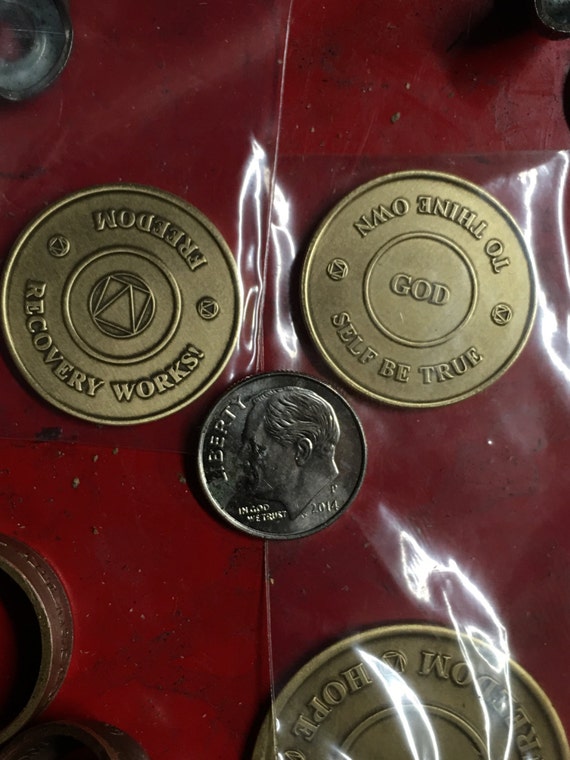 FREEDOM
RECOVERY WORKS!
TO THINE OWN
GOD
SELF BE TRUE
LIBERTY
IN GOD
WE TRUST
P
2014
HOPE FREEDOM